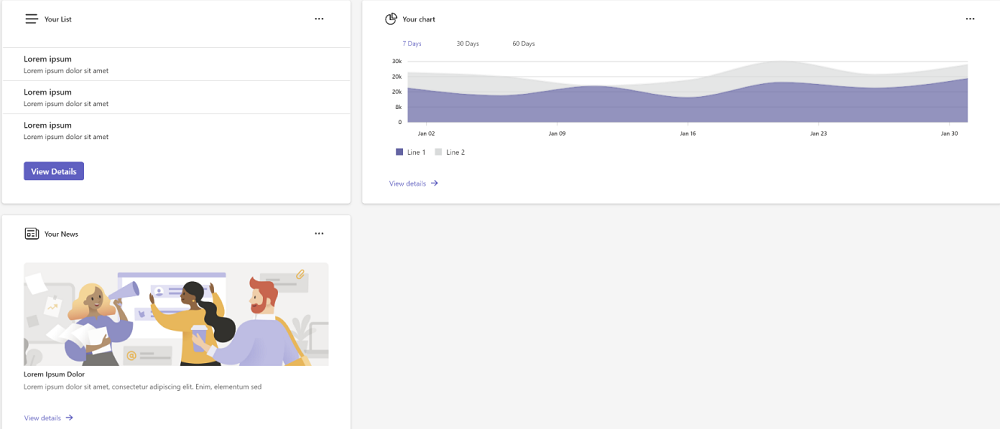 Your List
Lorem ipsum
Lorem ipsum dolor sit amet
Lorem ipsum
Lorem ipsum dolor sit amet
Lorem ipsum
Lorem ipsum dolor sit amet
View Details
Your chart
7 Days
30 Days
60 Days
30k
20k
20k
8k
0
Jan 02
Jan 09
Jan 16
Jan 23
Jan 30
Line 1
Line 2
View details
Your News
Lorem Ipsum Dolor
Lorem ipsum dolor sit amet, consectetur adipiscing elit. Enim, elementum sed
View details